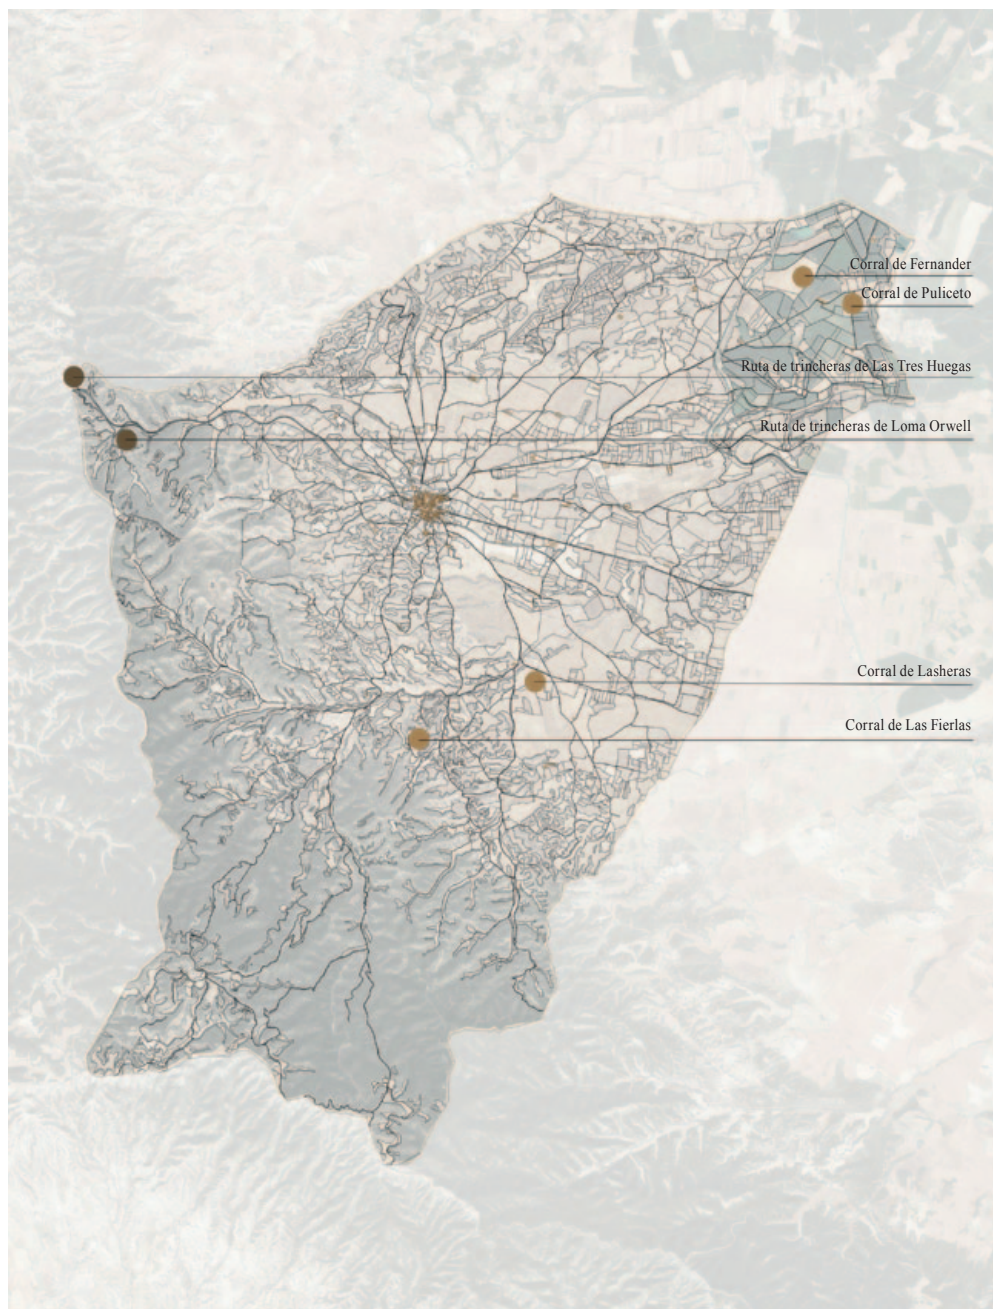 Corral de Fernander
Corral de Puliceto
Ruta de trincheras de Las Tres Huegas
Ruta de trincheras de Loma Orwell
Corral de Lasheras
Corral de Las Fierlas